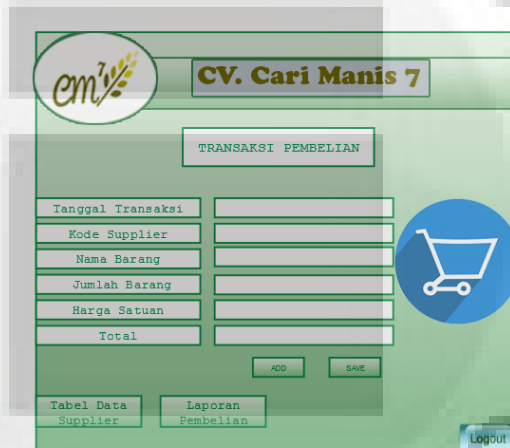 cm7
CV. Cari Manis 7
TRANSAKSI PEMBELIAN
Tanggal Transaksi
Kode Supplier
Nama Barang
Jumlah Barang
Harga Satuan
Total
ADD SAVE
Tabel Data
Supplier
Laporan
Pembelian
Logout